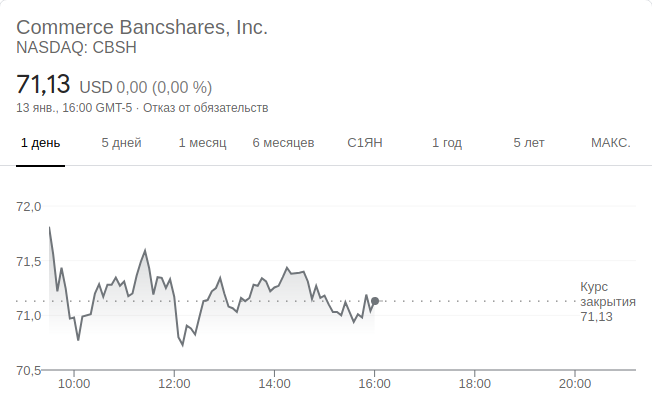 Commerce Bancshares, Inc.
NASDAQ: CBSH
71,13 USD 0,00 (0,00 %)
13 янв., 16:00 GMT-5 · Отказ от обязательств
1 день 5 дней 1 месяц 6 месяцев С1ЯН 1 год 5 лет МАКС.
72,0
71,5
Курс
закрытия
71,13
71,0
70,5
10:00 12:00 14:00 16:00 18:00 20:00